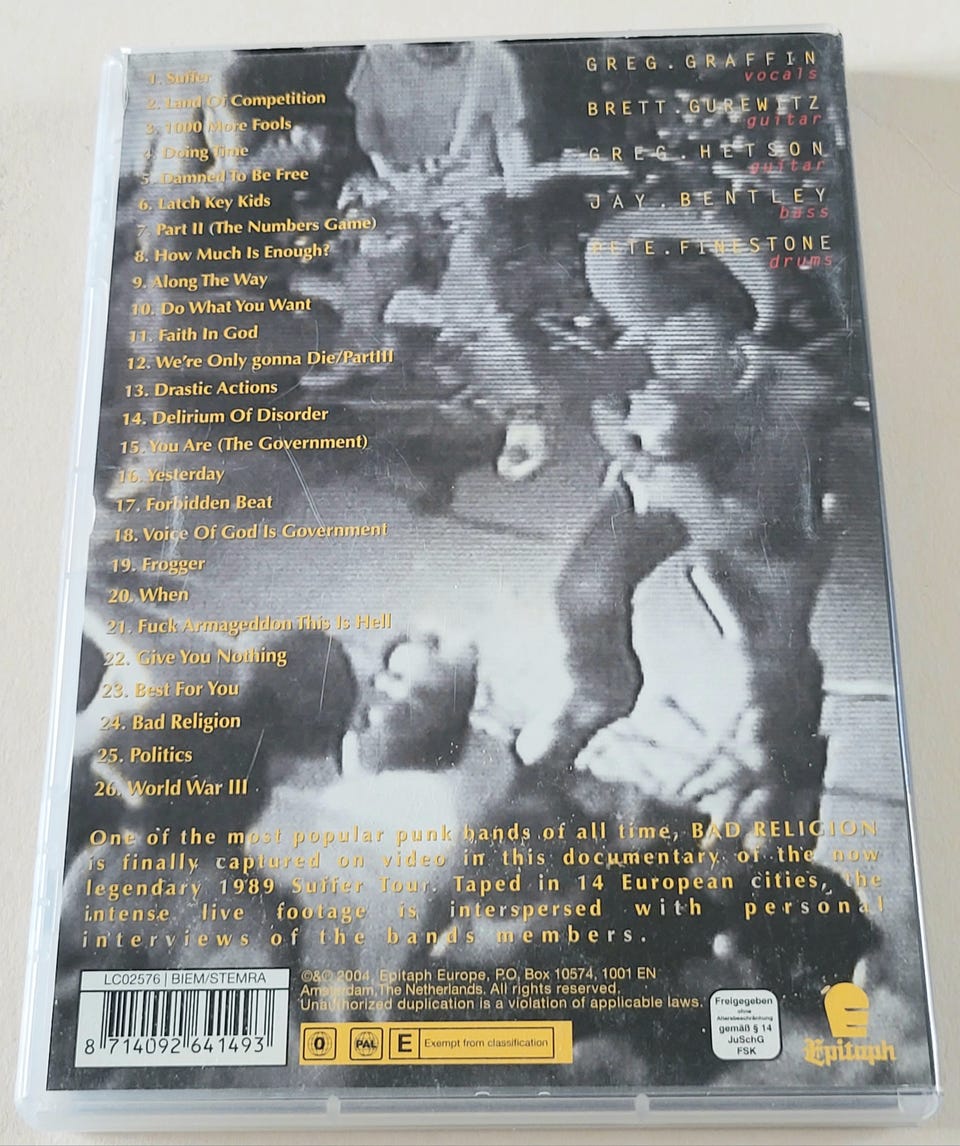 1. Suffer
2. Land Of Competition
3. 1000 More Fools
4. Doing Time
5. Damned To Be Free
6. Latch Key Kids
7. Part II (The Numbers Game)
8. How Much Is Enough?
9. Along The Way
10. Do What You Want
11. Faith In God
12. We're Only gonna Die/PartIII
13. Drastic Actions
14. Delirium Of Disorder
15. You Are (The Government)
16. Yesterday
17. Forbidden Beat
18. Voice Of God Is Government
19. Frogger
20. When
21. Fuck Armageddon This Is Hell
22. Give You Nothing
23. Best For You
24. Bad Religion
25. Politics
26. World War III
GREG.GRAFFIN
vocals
BRETT.GUREWITZ
guitar
GREG.HETSON
guitar
JAY.BENTLEY
bass
PETE.FINESTONE
drums
One of the most popular punk bands of all time, BAD RELIGION
is finally captured on video in this documentary of the now
legendary 1989 Suffer Tour. Taped in 14 European cities, the
intense live footage is interspersed with personal
interviews of the bands members.
LC02576 | BIEM/STEMRA
8 714092 641493
©&℗ 2004, Epitaph Europe, P.O. Box 10574, 1001 EN
Amsterdam, The Netherlands. All rights reserved.
Unauthorized duplication is a violation of applicable laws.
0
PAL
E Exempt from classification
Freigegeben
ohne
Altersbeschränkung
gemäß § 14
JuSchG
FSK
Epitaph